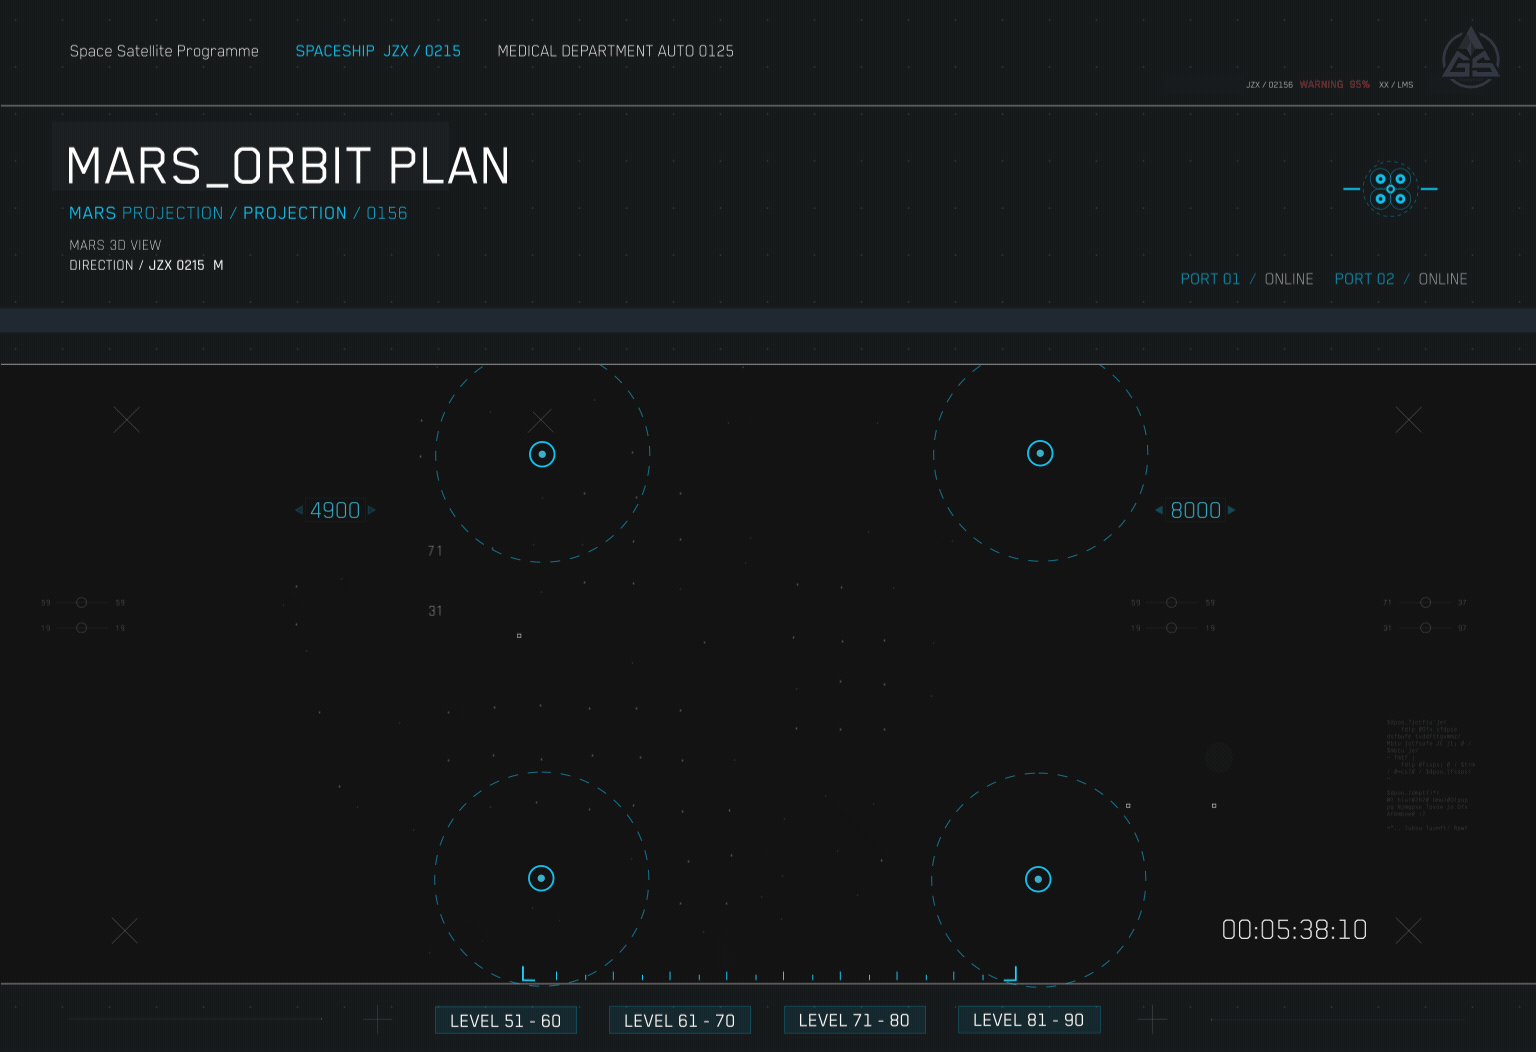 Space Satellite Programme SPACESHIP JZX / 0215 MEDICAL DEPARTMENT AUTO 0125
GS
JZX / 02156 WARNING 95% XX / LMS
MARS_ORBIT PLAN
MARS PROJECTION / PROJECTION / 0156
MARS 3D VIEW
DIRECTION / JZX 0215 M
PORT 01 / ONLINE PORT 02 / ONLINE
4900 8000
71
31
59 59 59 59 71 37
19 19 19 19 31 97
00:05:38:10
LEVEL 51 - 60 LEVEL 61 - 70 LEVEL 71 - 80 LEVEL 81 - 90